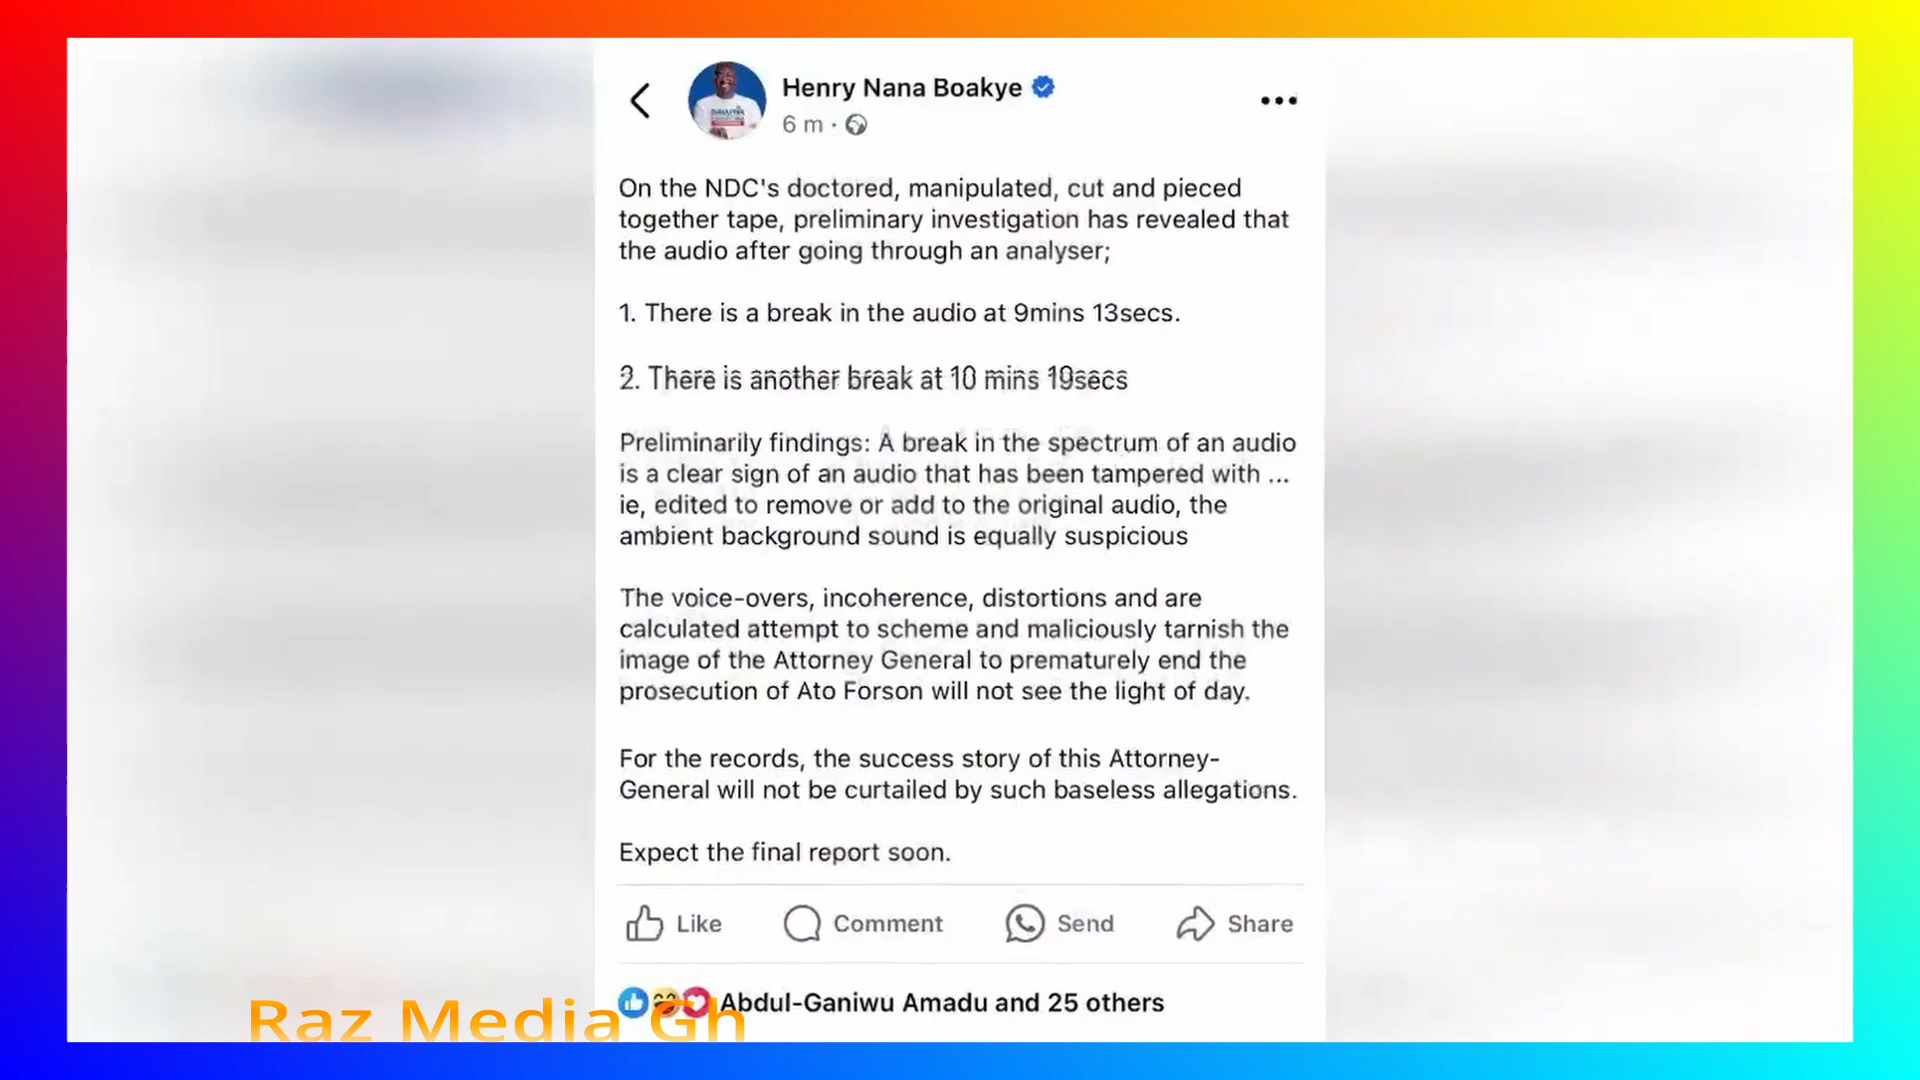 Henry Nana Boakye
6 m ·
On the NDC's doctored, manipulated, cut and pieced
together tape, preliminary investigation has revealed that
the audio after going through an analyser;
1. There is a break in the audio at 9mins 13secs.
2. There is another break at 10 mins 19secs
Preliminarily findings: A break in the spectrum of an audio
is a clear sign of an audio that has been tampered with ...
ie, edited to remove or add to the original audio, the
ambient background sound is equally suspicious
The voice-overs, incoherence, distortions and are
calculated attempt to scheme and maliciously tarnish the
image of the Attorney General to prematurely end the
prosecution of Ato Forson will not see the light of day.
For the records, the success story of this Attorney-
General will not be curtailed by such baseless allegations.
Expect the final report soon.
Like Comment Send Share
Abdul-Ganiwu Amadu and 25 others
Raz Media Gh